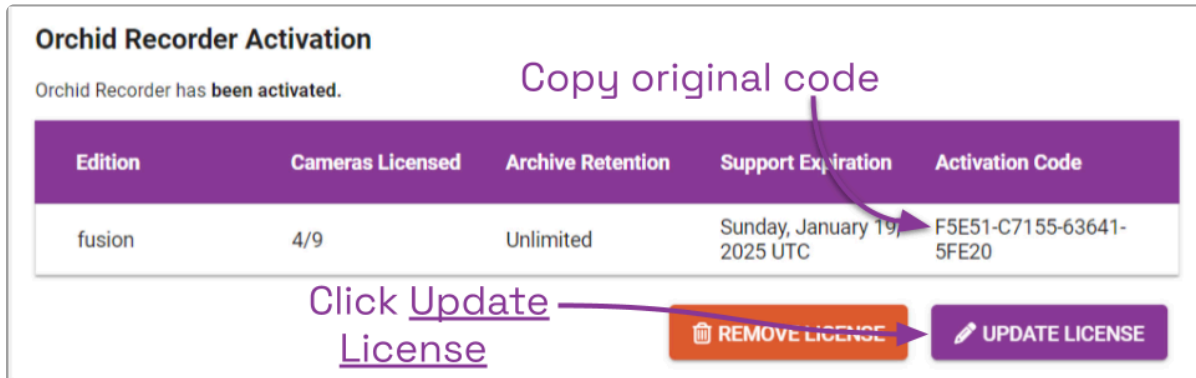 Orchid Recorder Activation
Copy original code
Orchid Recorder has been activated.
Edition Cameras Licensed Archive Retention Support Expiration Activation Code
fusion 4/9 Unlimited Sunday, January 19, 2025 UTC F5E51-C7155-63641-5FE20
Click Update
License
REMOVE LICENSE UPDATE LICENSE